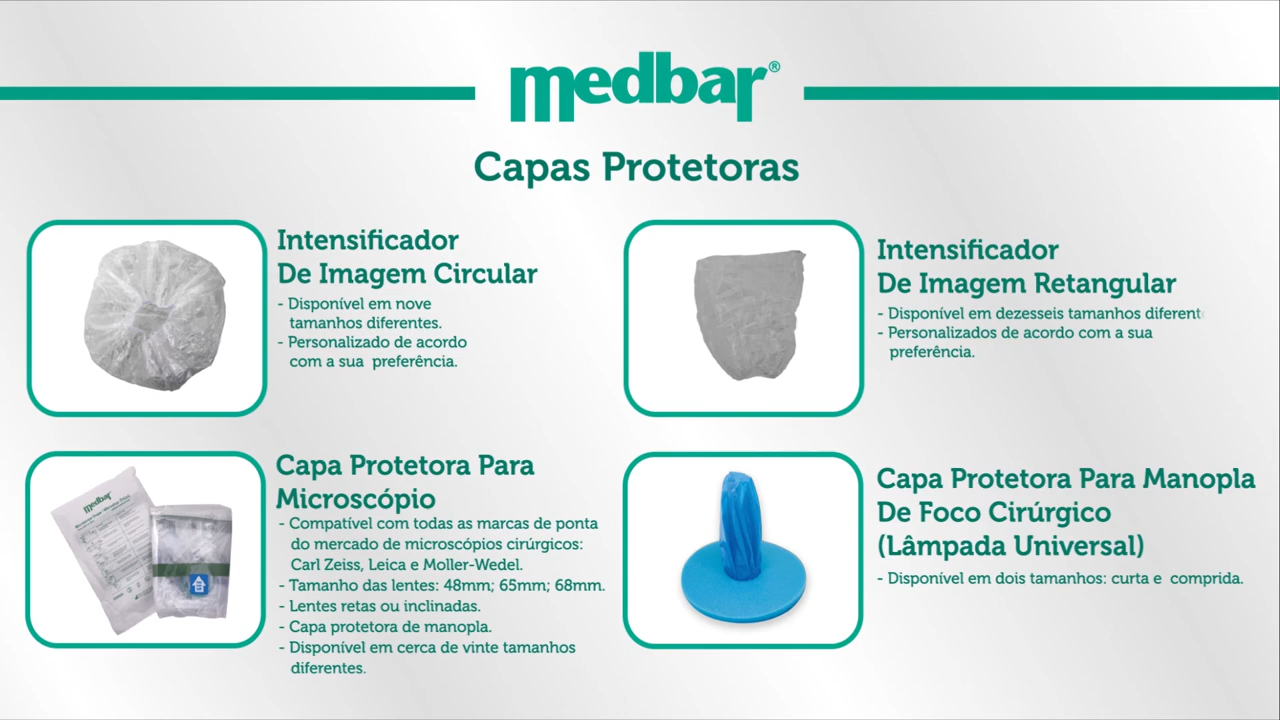 medbar®
Capas Protetoras
Intensificador
De Imagem Circular
- Disponível em nove
tamanhos diferentes.
- Personalizado de acordo
com a sua preferência.
Intensificador
De Imagem Retangular
- Disponível em dezesseis tamanhos diferent
- Personalizados de acordo com a sua
preferência.
medbar
Capa Protetora Para
Microscópio
- Compatível com todas as marcas de ponta
do mercado de microscópios cirúrgicos:
Carl Zeiss, Leica e Moller-Wedel.
- Tamanho das lentes: 48mm; 65mm; 68mm.
- Lentes retas ou inclinadas.
- Capa protetora de manopla.
- Disponível em cerca de vinte tamanhos
diferentes.
Capa Protetora Para Manopla
De Foco Cirúrgico
(Lâmpada Universal)
- Disponível em dois tamanhos: curta e comprida.